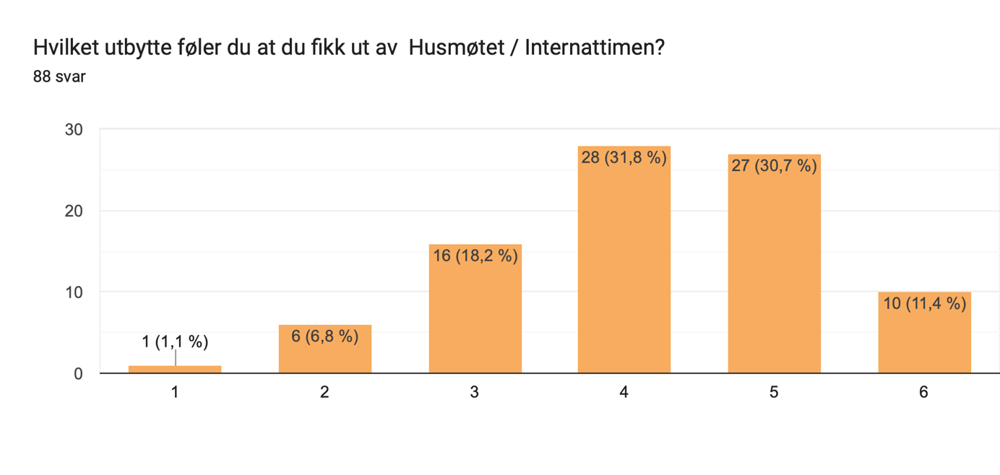 Hvilket utbytte føler du at du fikk ut av  Husmøtet / Internattimen?
88 svar
30
20
10
0
1 (1,1 %)
6 (6,8 %)
16 (18,2 %)
28 (31,8 %)
27 (30,7 %)
10 (11,4 %)
1
2
3
4
5
6